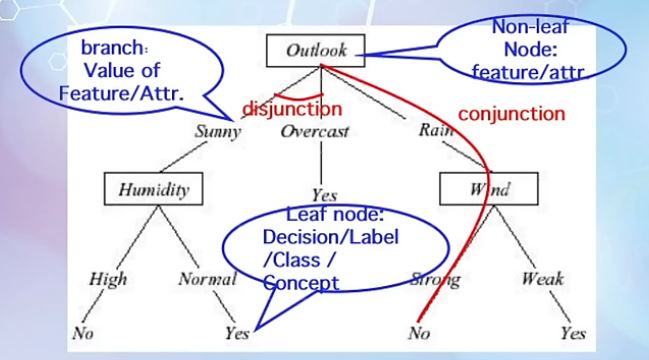 branch:
Value of
Feature/Attr.
Outlook
Non-leaf
Node:
feature/attr
disjunction
conjunction
Sunny
Overcast
Rain
Humidity
Yes
Wind
Leaf node:
Decision/Label
/Class /
Concept
High
Normal
Strong
Weak
No
Yes
No
Yes